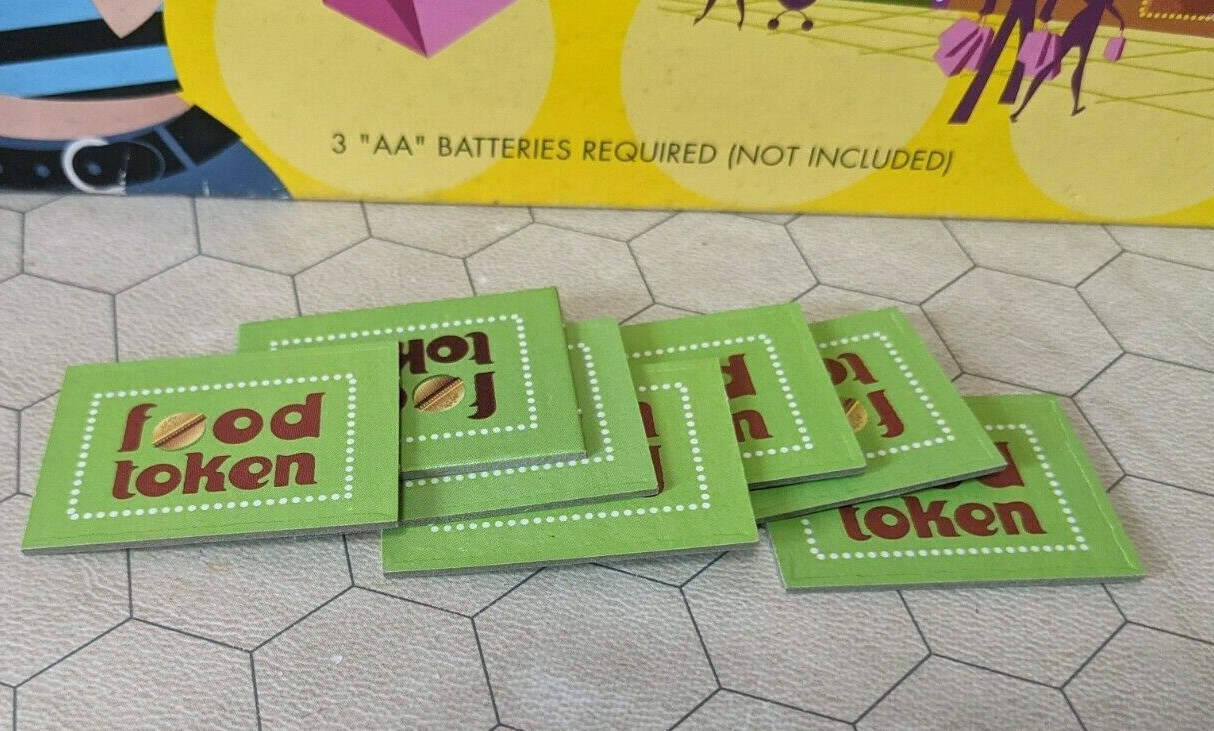 3 "AA" BATTERIES REQUIRED (NOT INCLUDED)
food
token
token